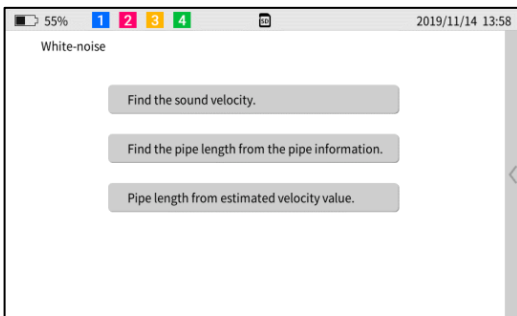 55% 1 2 3 4 SD 2019/11/14 13:58
White-noise
Find the sound velocity.
Find the pipe length from the pipe information.
Pipe length from estimated velocity value.